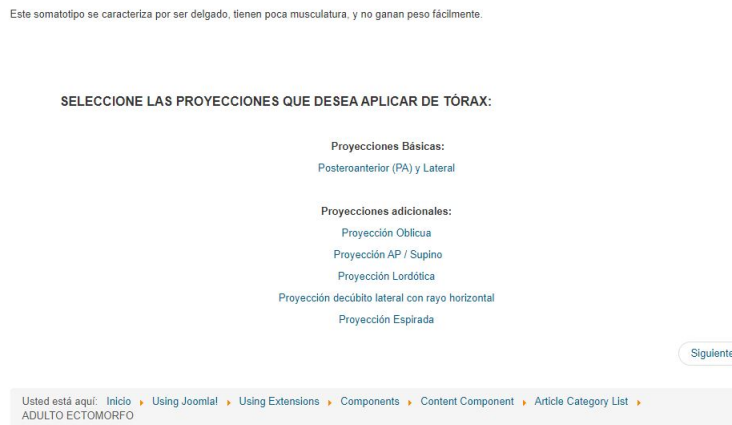 Este somatotipo se caracteriza por ser delgado, tienen poca musculatura, y no ganan peso fácilmente.
SELECCIONE LAS PROYECCIONES QUE DESEA APLICAR DE TÓRAX:
Proyecciones Básicas:
Posteroanterior (PA) y Lateral
Proyecciones adicionales:
Proyección Oblicua
Proyección AP / Supino
Proyección Lordótica
Proyección decúbito lateral con rayo horizontal
Proyección Espirada
Siguiente
Usted está aquí: Inicio Using Joomla! Using Extensions Components Content Component Article Category List
ADULTO ECTOMORFO